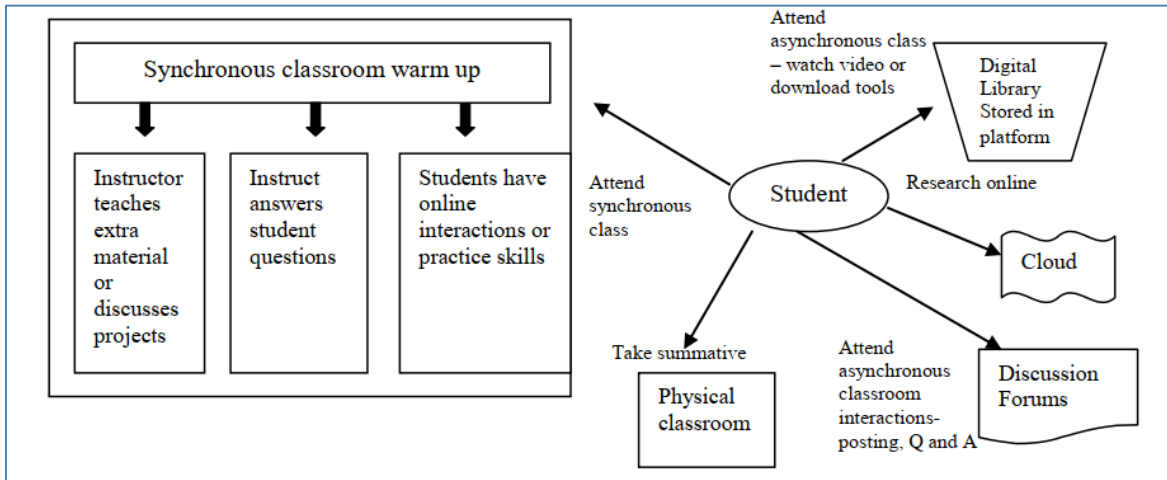 Synchronous classroom warm up
Instructor
teaches
extra
material
or
discusses
projects
Instruct
answers
student
questions
Students have
online
interactions or
practice skills
Attend
synchronous
class
Attend
asynchronous class
– watch video or
download tools
Digital
Library
Stored in
platform
Student
Research online
Cloud
Take summative
Physical
classroom
Attend
asynchronous
classroom
interactions-
posting, Q and A
Discussion
Forums